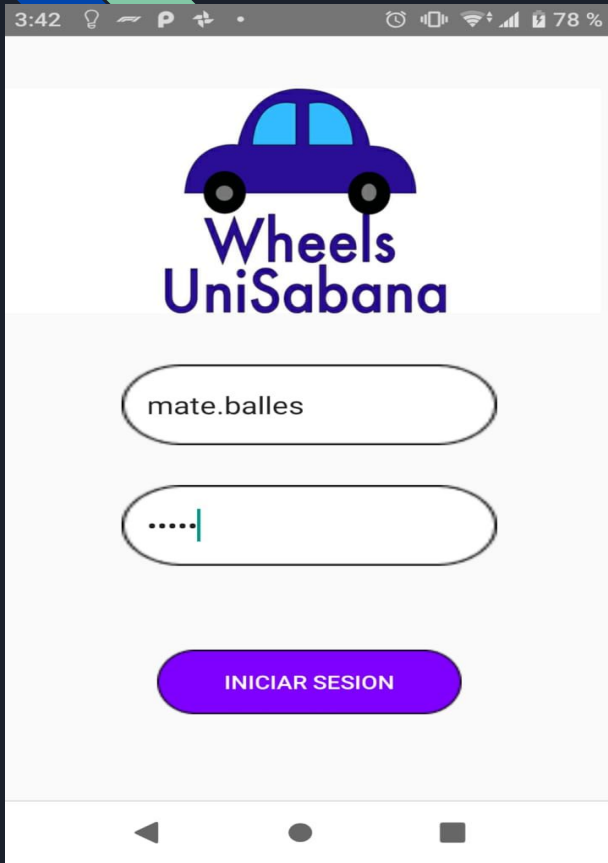 3:42 P 78 %
Wheels
UniSabana
mate.balles
•••••
INICIAR SESION